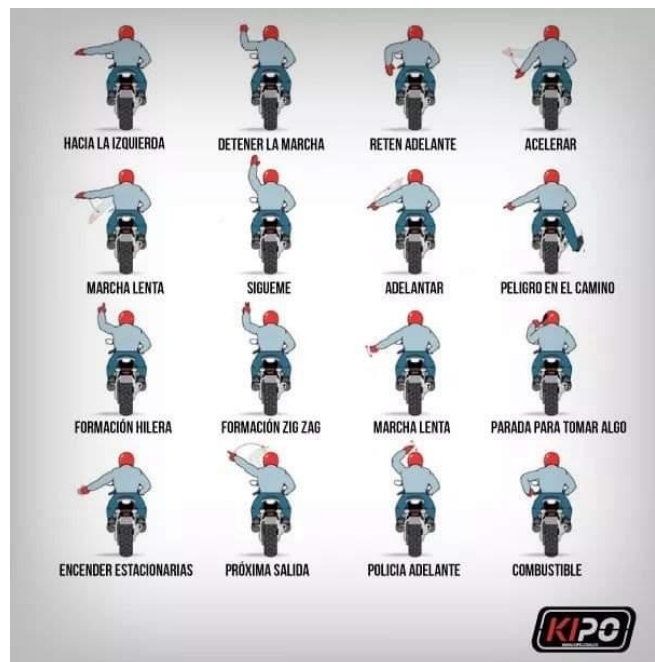 HACIA LA IZQUIERDA
DETENER LA MARCHA
RETEN ADELANTE
ACELERAR
MARCHA LENTA
SIGUEME
ADELANTAR
PELIGRO EN EL CAMINO
FORMACIÓN HILERA
FORMACIÓN ZIG ZAG
MARCHA LENTA
PARADA PARA TOMAR ALGO
ENCENDER ESTACIONARIAS
PRÓXIMA SALIDA
POLICIA ADELANTE
COMBUSTIBLE
KIPO